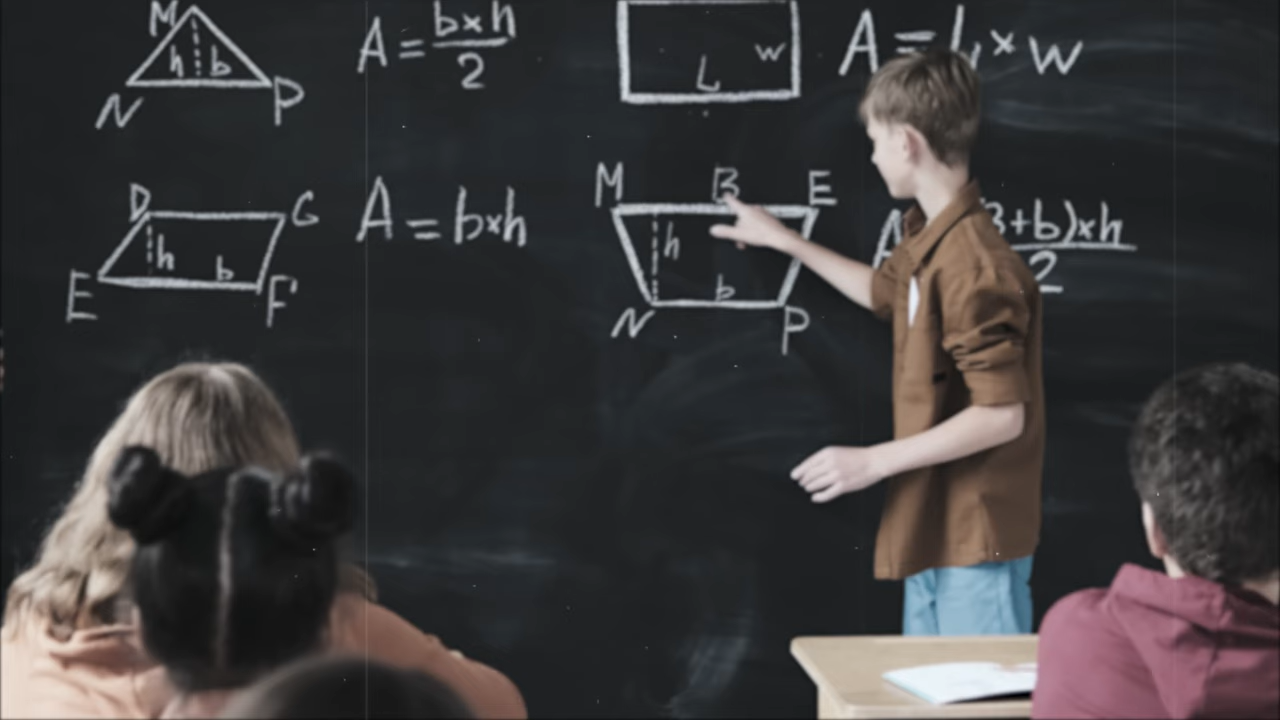 M
h b
N P
A = b×h
2
w
L
A = L × w
D G
h b
E F
A = b×h
M B E
h
b
N P
A B+b)×h
2